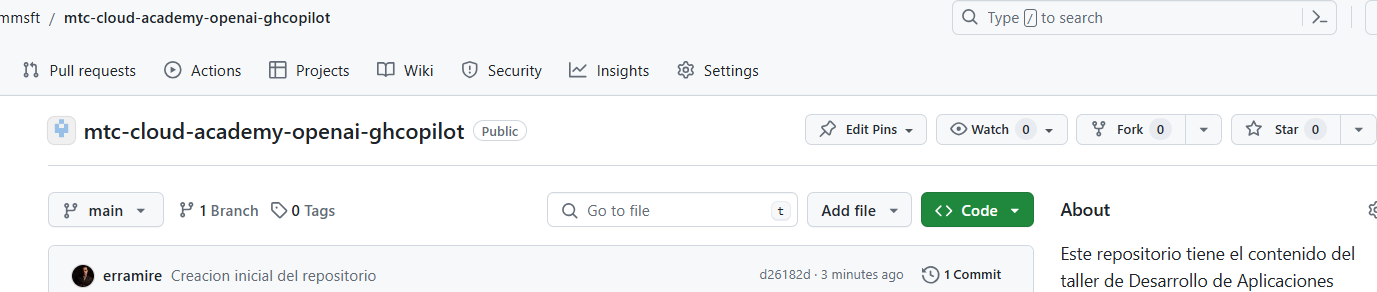 mmsft / mtc-cloud-academy-openai-ghcopilot
Type / to search
Pull requests Actions Projects Wiki Security Insights Settings
mtc-cloud-academy-openai-ghcopilot Public
Edit Pins Watch 0 Fork 0 Star 0
main 1 Branch 0 Tags Go to file t Add file <> Code
About
Este repositorio tiene el contenido del
taller de Desarrollo de Aplicaciones
erramire Creacion inicial del repositorio d26182d · 3 minutes ago 1 Commit